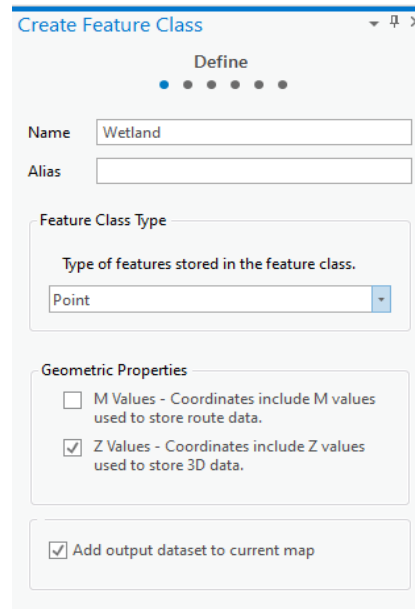 Create Feature Class
Define
Name Wetland
Alias
Feature Class Type
Type of features stored in the feature class.
Point
Geometric Properties
M Values - Coordinates include M values
used to store route data.
Z Values - Coordinates include Z values
used to store 3D data.
Add output dataset to current map